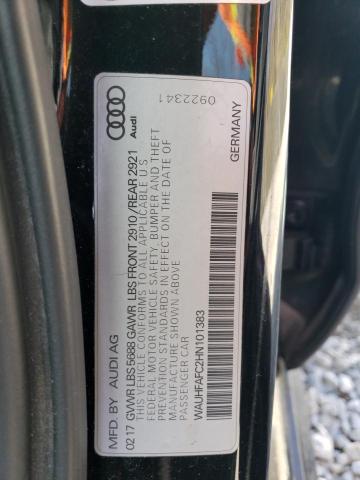 Audi
0922341
MFD. BY AUDI AG
0217 GVWR LBS 5688 GAWR LBS FRONT 2910/REAR 2921
THIS VEHICLE CONFORMS TO ALL APPLICABLE U.S.
FEDERAL MOTOR VEHICLE SAFETY, BUMPER AND THEFT
PREVENTION STANDARDS IN EFFECT ON THE DATE OF
MANUFACTURE SHOWN ABOVE
PASSENGER CAR
WAUHFAFC2HN101383
GERMANY